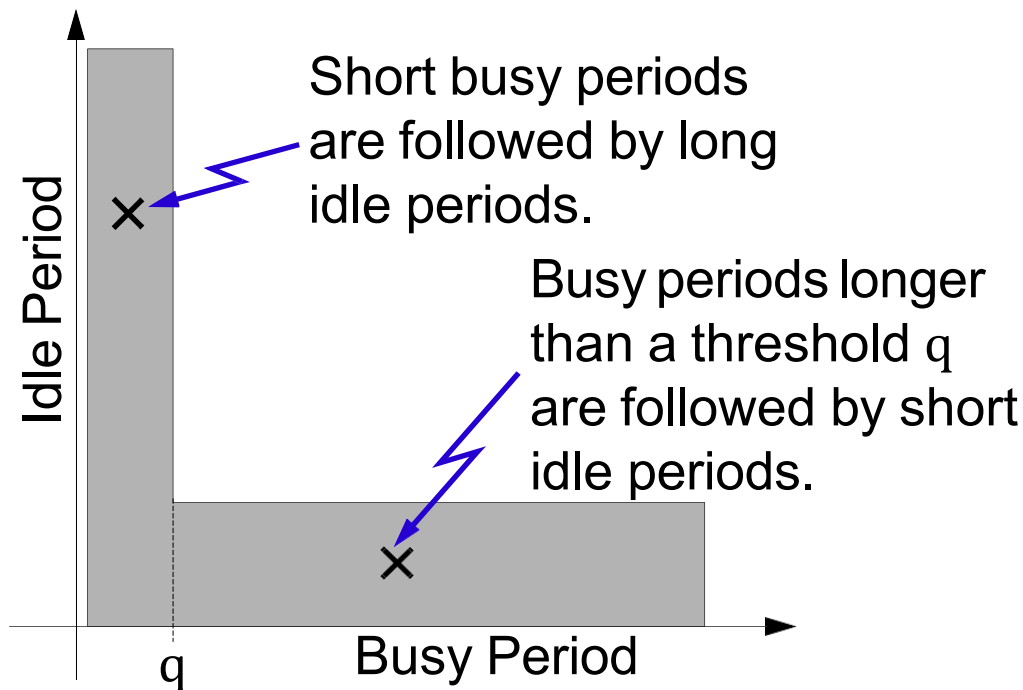 Short busy periods
are followed by long
idle periods.
Idle Period
Busy periods longer
than a threshold q
are followed by short
idle periods.
q
Busy Period